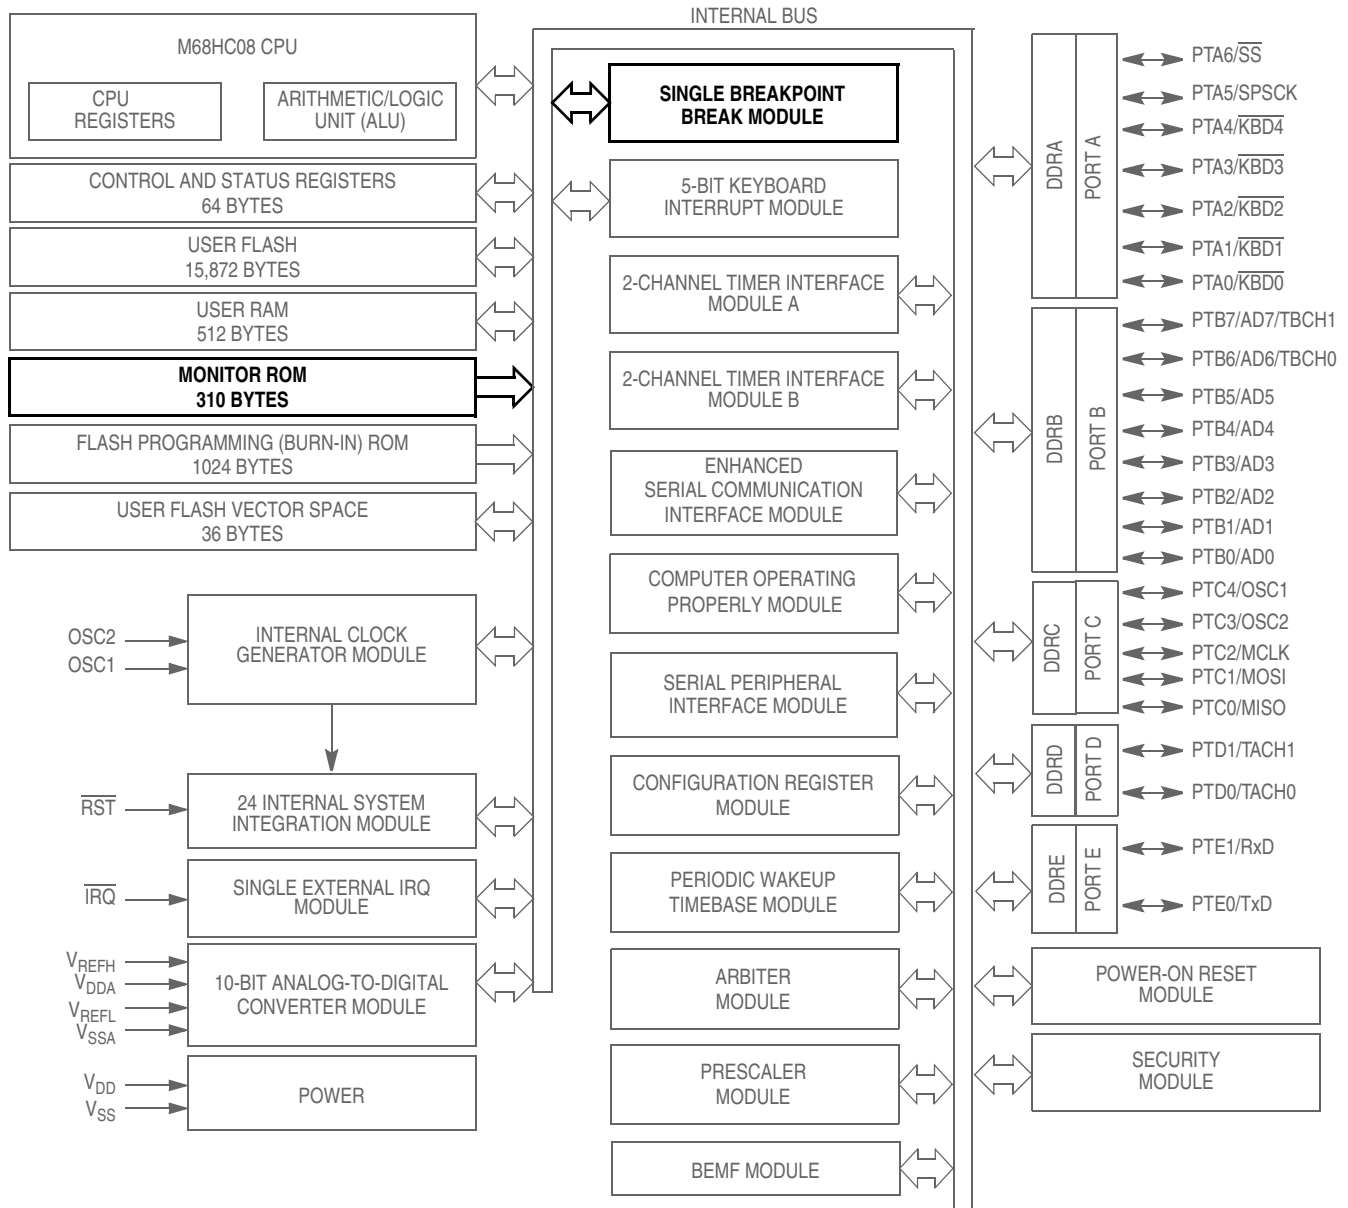 INTERNAL BUS
M68HC08 CPU
CPU
REGISTERS
ARITHMETIC/LOGIC
UNIT (ALU)
CONTROL AND STATUS REGISTERS
64 BYTES
USER FLASH
15,872 BYTES
USER RAM
512 BYTES
MONITOR ROM
310 BYTES
FLASH PROGRAMMING (BURN-IN) ROM
1024 BYTES
USER FLASH VECTOR SPACE
36 BYTES
OSC2
OSC1
INTERNAL CLOCK
GENERATOR MODULE
RST
24 INTERNAL SYSTEM
INTEGRATION MODULE
IRQ
SINGLE EXTERNAL IRQ
MODULE
VREFH
VDDA
VREFL
VSSA
10-BIT ANALOG-TO-DIGITAL
CONVERTER MODULE
VDD
VSS
POWER
SINGLE BREAKPOINT
BREAK MODULE
5-BIT KEYBOARD
INTERRUPT MODULE
2-CHANNEL TIMER INTERFACE
MODULE A
2-CHANNEL TIMER INTERFACE
MODULE B
ENHANCED
SERIAL COMMUNICATION
INTERFACE MODULE
COMPUTER OPERATING
PROPERLY MODULE
SERIAL PERIPHERAL
INTERFACE MODULE
CONFIGURATION REGISTER
MODULE
PERIODIC WAKEUP
TIMEBASE MODULE
ARBITER
MODULE
PRESCALER
MODULE
BEMF MODULE
DDRA
PORT A
PTA6/SS
PTA5/SPSCK
PTA4/KBD4
PTA3/KBD3
PTA2/KBD2
PTA1/KBD1
PTA0/KBD0
DDRB
PORT B
PTB7/AD7/TBCH1
PTB6/AD6/TBCH0
PTB5/AD5
PTB4/AD4
PTB3/AD3
PTB2/AD2
PTB1/AD1
PTB0/AD0
DDRC
PORT C
PTC4/OSC1
PTC3/OSC2
PTC2/MCLK
PTC1/MOSI
PTC0/MISO
DDRD
PORT D
PTD1/TACH1
PTD0/TACH0
DDRE
PORT E
PTE1/RxD
PTE0/TxD
POWER-ON RESET
MODULE
SECURITY
MODULE